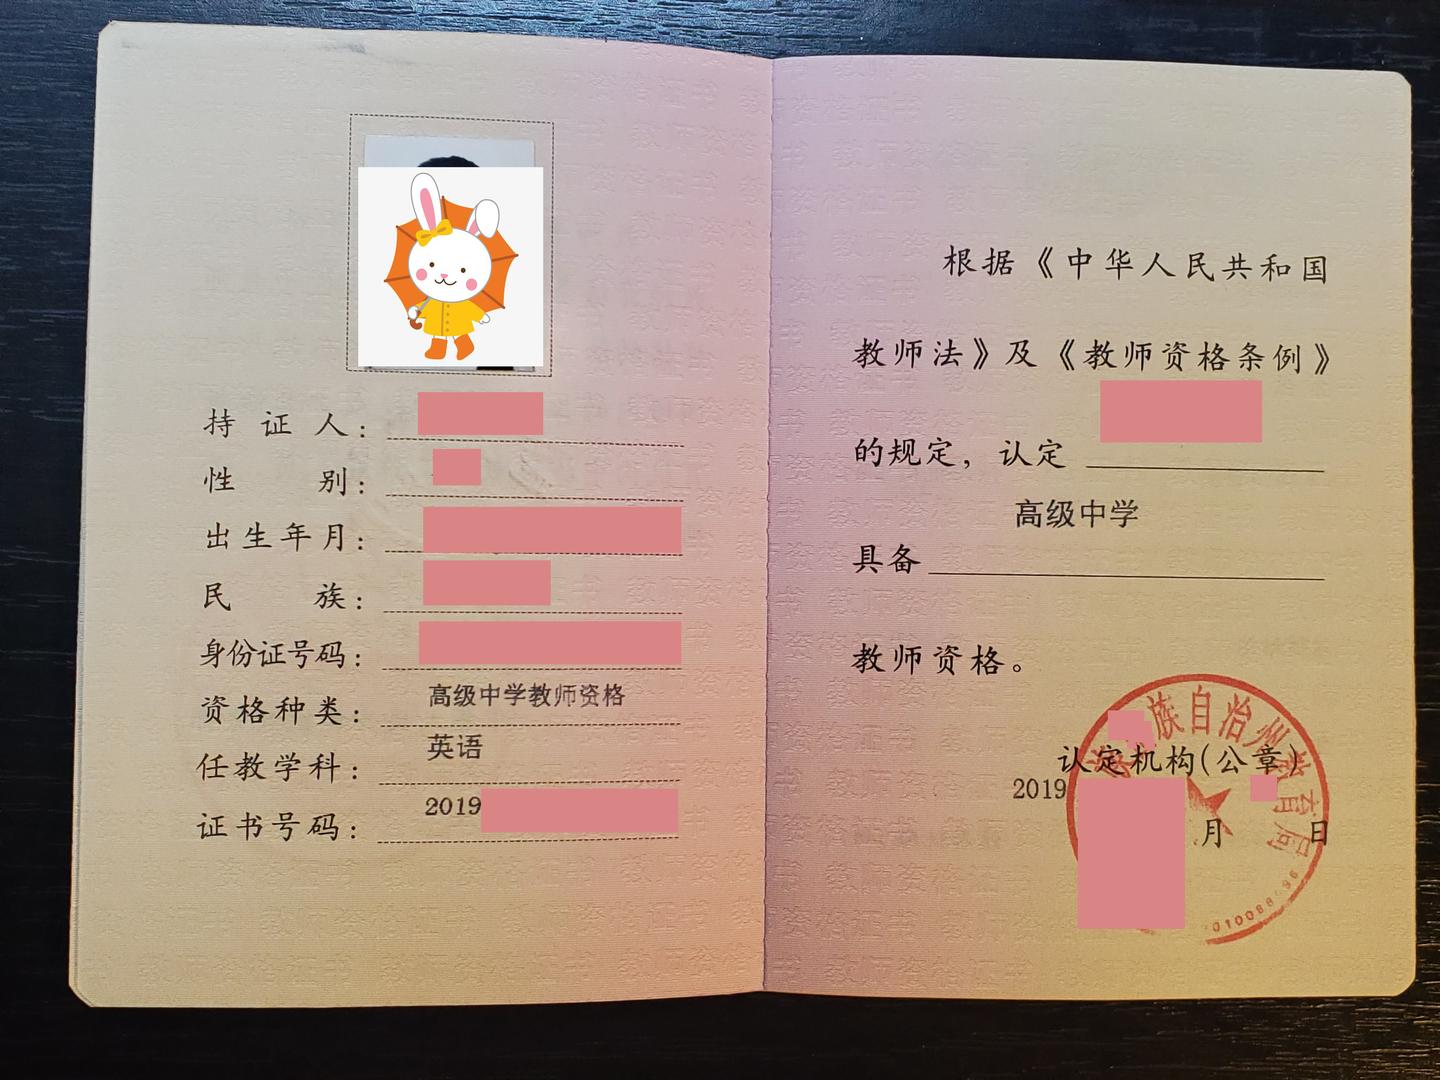 持证人：
性别：
出生年月：
民族：
身份证号码：
资格种类： 高级中学教师资格
任教学科： 英语
证书号码： 2019
根据《中华人民共和国
教师法》及《教师资格条例》
的规定，认定
高级中学
具备
教师资格。
族自治州 教育局
认定机构(公章)
2019
月 日